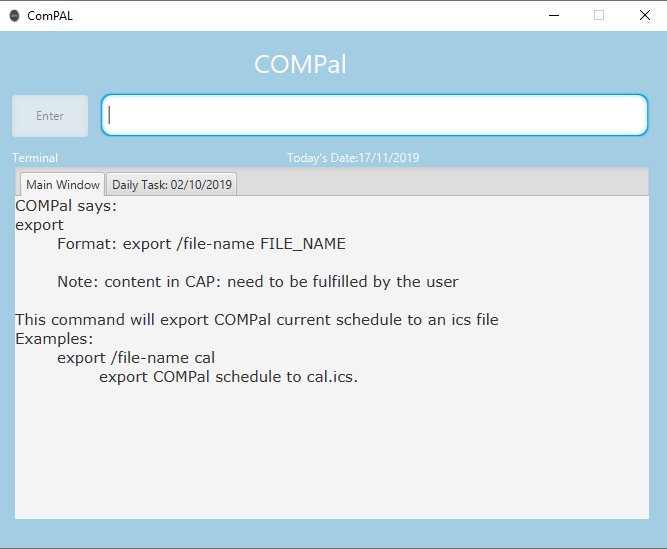 ComPAL
COMPal
Enter
Terminal
Today's Date:17/11/2019
Main Window
Daily Task: 02/10/2019
COMPal says:
export
Format: export /file-name FILE_NAME
Note: content in CAP: need to be fulfilled by the user
This command will export COMPal current schedule to an ics file
Examples:
export /file-name cal
export COMPal schedule to cal.ics.